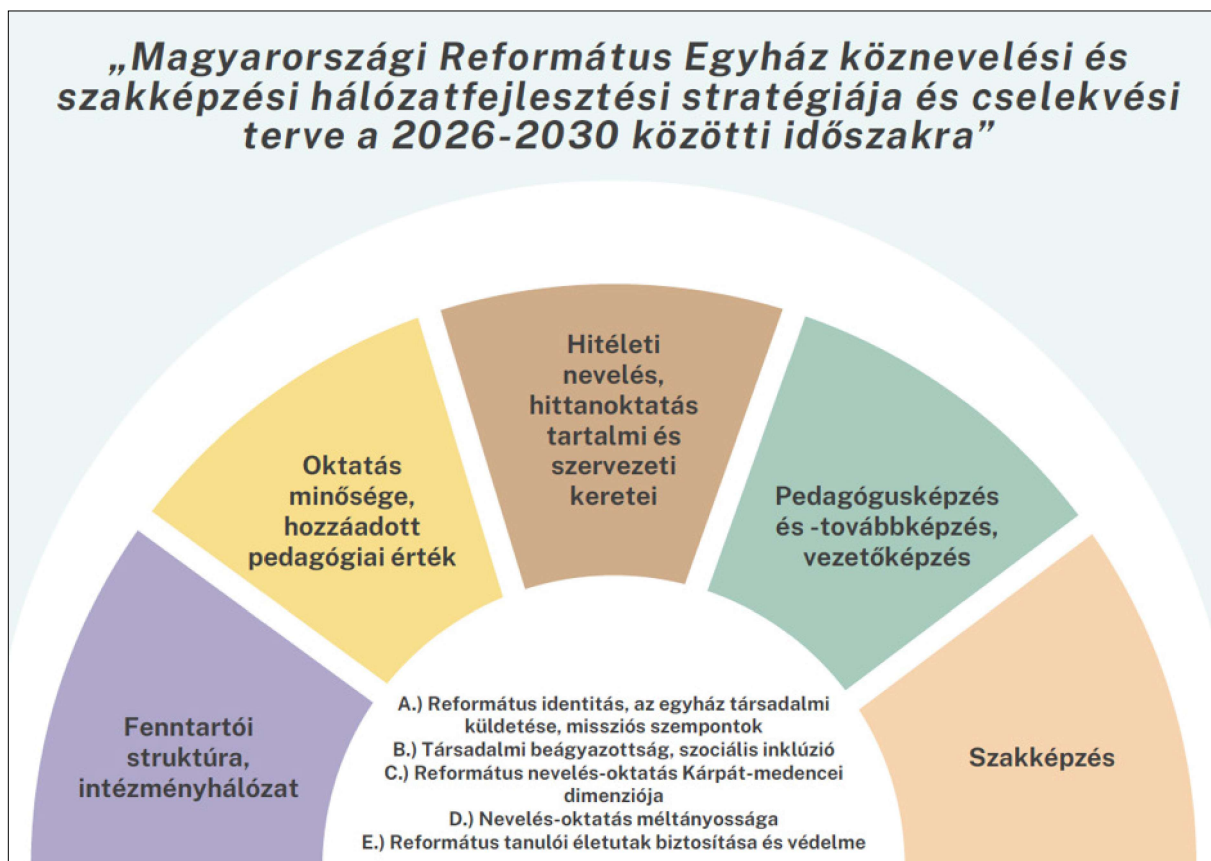 „Magyarországi Református Egyház köznevelési és
szakképzési hálózatfejlesztési stratégiája és cselekvési
terve a 2026-2030 közötti időszakra”
Fenntartói
struktúra,
intézményhálózat
Oktatás
minősége,
hozzáadott
pedagógiai érték
Hitéleti
nevelés,
hittanoktatás
tartalmi és
szervezeti
keretei
Pedagógusképzés
és -továbbképzés,
vezetőképzés
Szakképzés
A.) Református identitás, az egyház társadalmi
küldetése, missziós szempontok
B.) Társadalmi beágyazottság, szociális inklúzió
C.) Református nevelés-oktatás Kárpát-medencei
dimenziója
D.) Nevelés-oktatás méltányossága
E.) Református tanulói életutak biztosítása és védelme